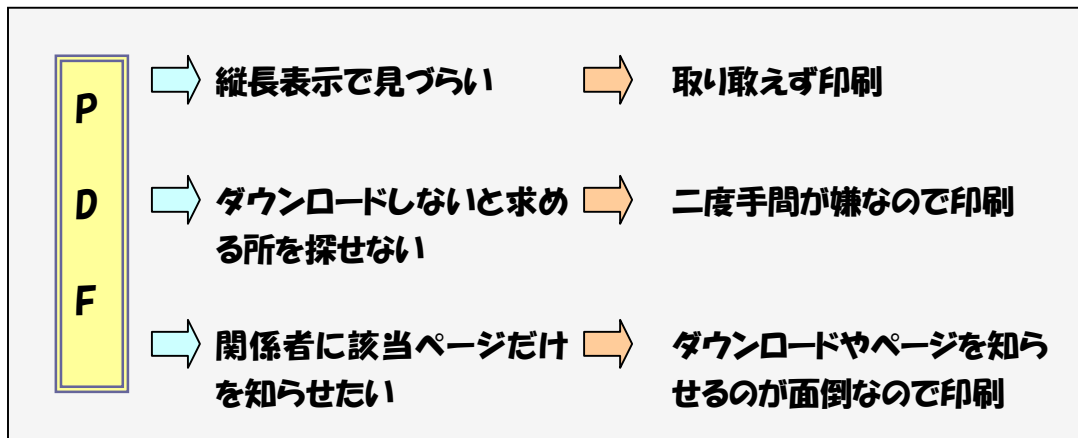 PDF
縦長表示で見づらい
取り敢えず印刷
ダウンロードしないと求め
る所を探せない
二度手間が嫌なので印刷
関係者に該当ページだけ
を知らせたい
ダウンロードやページを知ら
せるのが面倒なので印刷